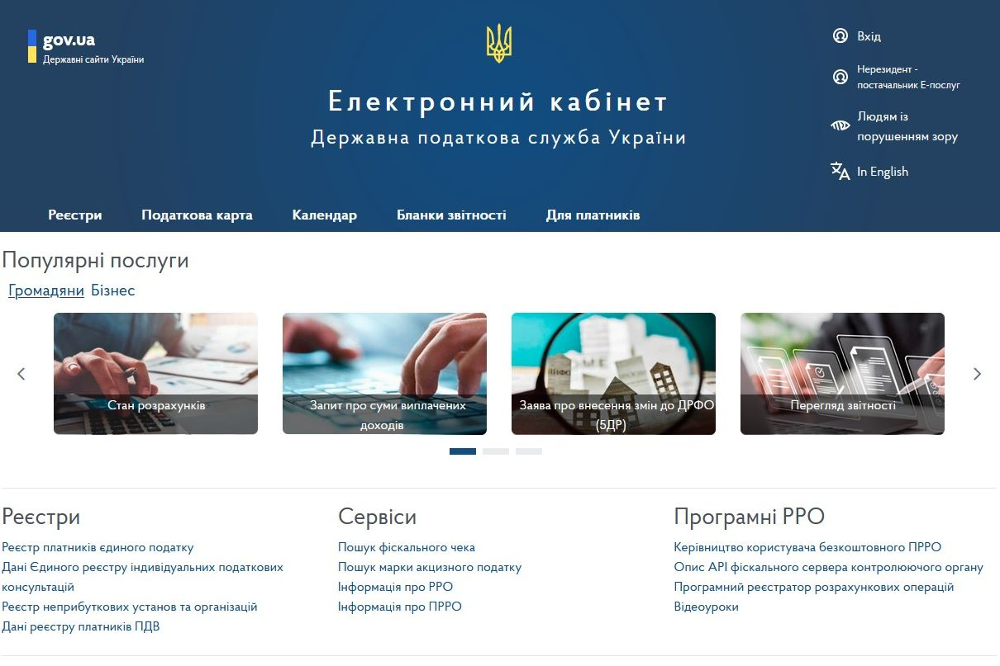 gov.ua
Державні сайти України
Електронний кабінет
Державна податкова служба України
Вхід
Нерезидент -
постачальник Е-послуг
Людям із
порушенням зору
In English
Реєстри
Податкова карта
Календар
Бланки звітності
Для платників
Популярні послуги
Громадяни Бізнес
Стан розрахунків
Запит про суми виплачених
доходів
Заява про внесення змін до ДРФО
(5ДР)
Перегляд звітності
Реєстри
Реєстр платників єдиного податку
Дані Єдиного реєстру індивідуальних податкових
консультацій
Реєстр неприбуткових установ та організацій
Дані реєстру платників ПДВ
Сервіси
Пошук фіскального чека
Пошук марки акцизного податку
Інформація про РРО
Інформація про ПРРО
Програмні РРО
Керівництво користувача безкоштовного ПРРО
Опис АРІ фіскального сервера контролюючого органу
Програмний реєстратор розрахункових операцій
Відеоуроки